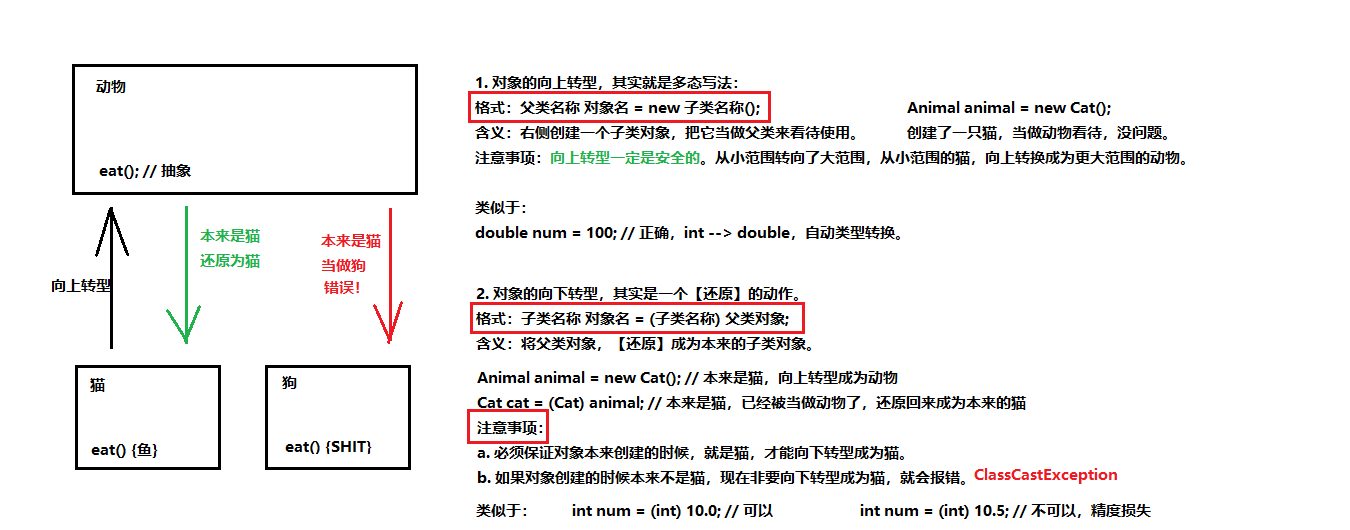 动物
eat(); // 抽象
向上转型
本来是猫
还原为猫
本来是猫
当做狗
错误！
猫
eat() {鱼}
狗
eat() {SHIT}
1. 对象的向上转型，其实就是多态写法：
格式：父类名称 对象名 = new 子类名称(); Animal animal = new Cat();
含义：右侧创建一个子类对象，把它当做父类来看待使用。 创建了一只猫，当做动物看待，没问题。
注意事项：向上转型一定是安全的。从小范围转向了大范围，从小范围的猫，向上转换成为更大范围的动物。
类似于：
double num = 100; // 正确，int --> double，自动类型转换。
2. 对象的向下转型，其实是一个【还原】的动作。
格式：子类名称 对象名 = (子类名称) 父类对象;
含义：将父类对象，【还原】成为本来的子类对象。
Animal animal = new Cat(); // 本来是猫，向上转型成为动物
Cat cat = (Cat) animal; // 本来是猫，已经被当做动物了，还原回来成为本来的猫
注意事项：
a. 必须保证对象本来创建的时候，就是猫，才能向下转型成为猫。
b. 如果对象创建的时候本来不是猫，现在非要向下转型成为猫，就会报错。ClassCastException
类似于： int num = (int) 10.0; // 可以 int num = (int) 10.5; // 不可以，精度损失